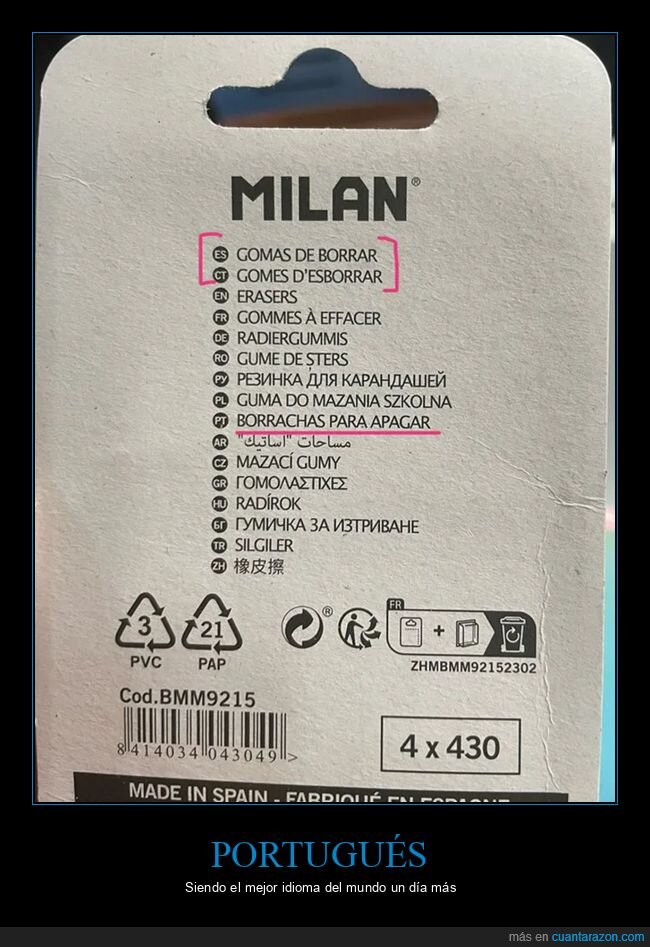 MILAN®
ES GOMAS DE BORRAR
CT GOMES D'ESBORRAR
EN ERASERS
FR GOMMES À EFFACER
DE RADIERGUMMIS
RO GUME DE ȘTERS
РУ РЕЗИНКА ДЛЯ КАРАНДАШЕЙ
PL GUMA DO MAZANIA SZKOLNA
PT BORRACHAS PARA APAGAR
AR مساحات "اساتيك"
CZ MAZACÍ GUMY
GR ΓΟΜΟΛΑΣΤΙΧΕΣ
HU RADÍROK
БГ ГУМИЧКА ЗА ИЗТРИВАНЕ
TR SILGILER
ZH 橡皮擦
3 21 ® FR +
PVC PAP ZHMBMM92152302
Cod.BMM9215
8 414034 043049 >
4 x 430
MADE IN SPAIN - FABRIQUÉ EN ESPAGNE
PORTUGUÉS
Siendo el mejor idioma del mundo un día más
más en cuantarazon.com